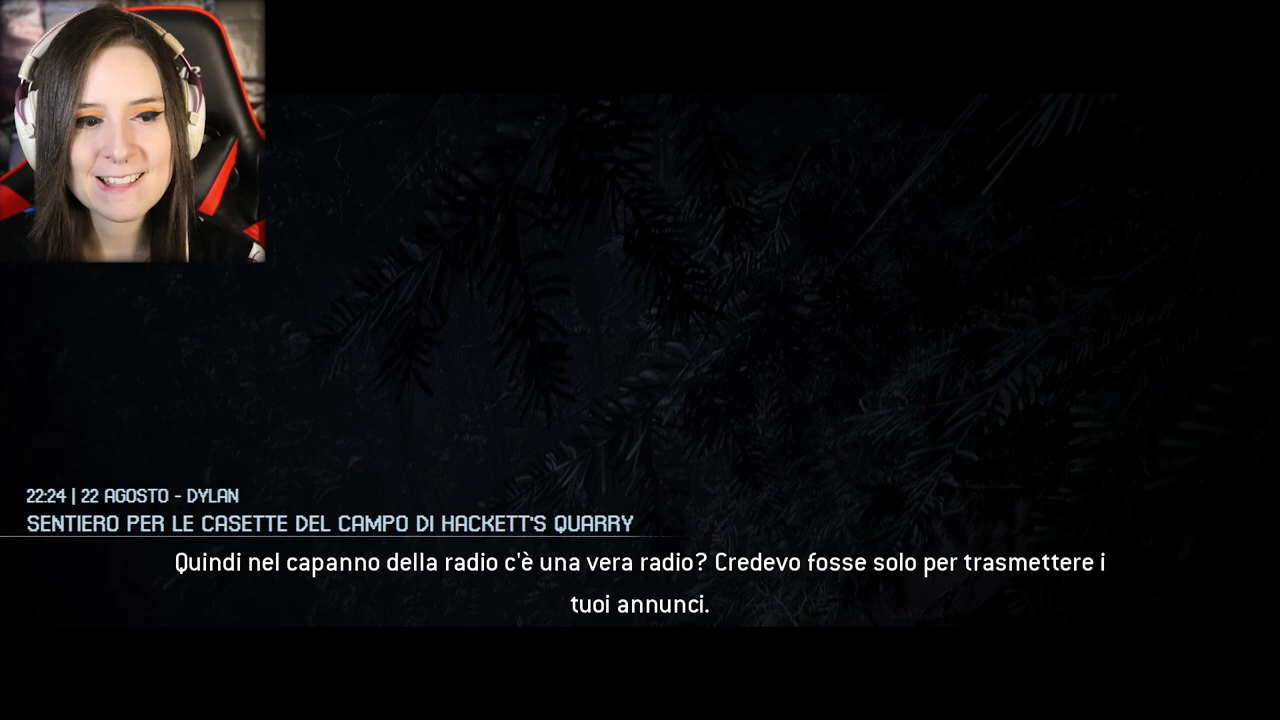 22:24 | 22 AGOSTO - DYLAN
SENTIERO PER LE CASETTE DEL CAMPO DI HACKETT'S QUARRY
Quindi nel capanno della radio c'è una vera radio? Credevo fosse solo per trasmettere i
tuoi annunci.